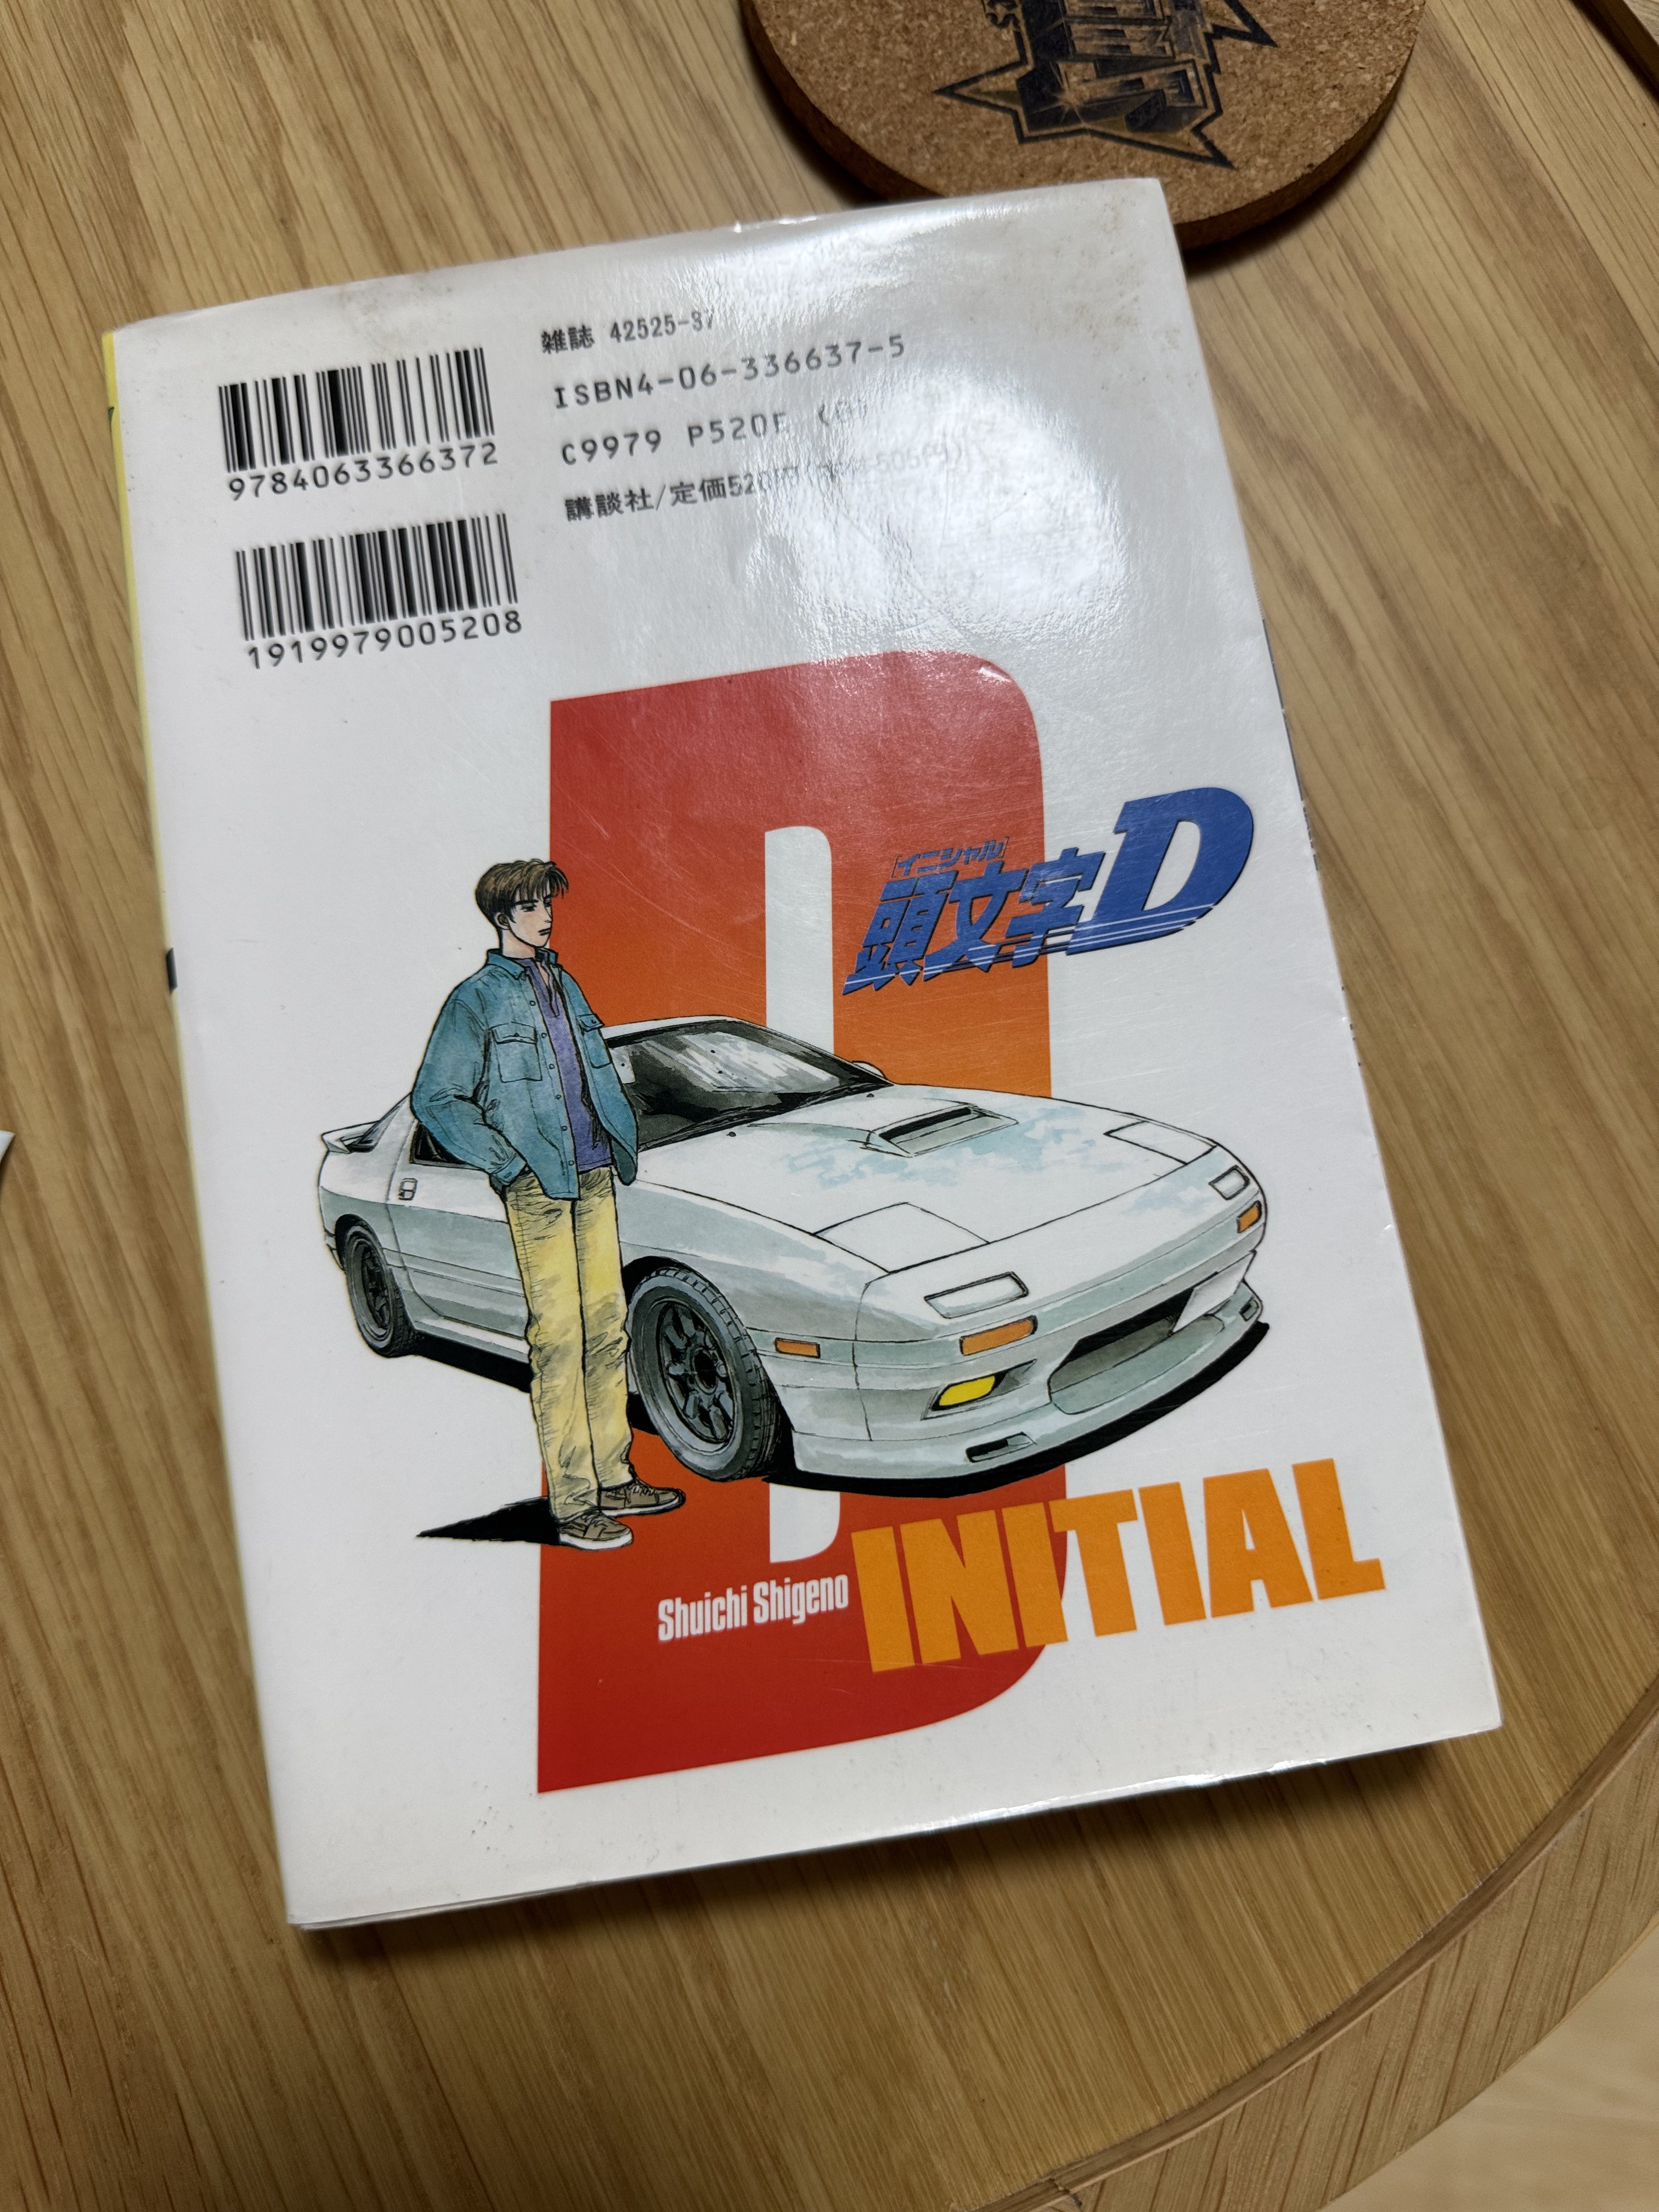 雑誌 42525-37
ISBN4-06-336637-5
C9979 P520E
講談社/定価520円
9784063366372
1919979005208
[イニシャル]
頭文字D
D
INITIAL
Shuichi Shigeno